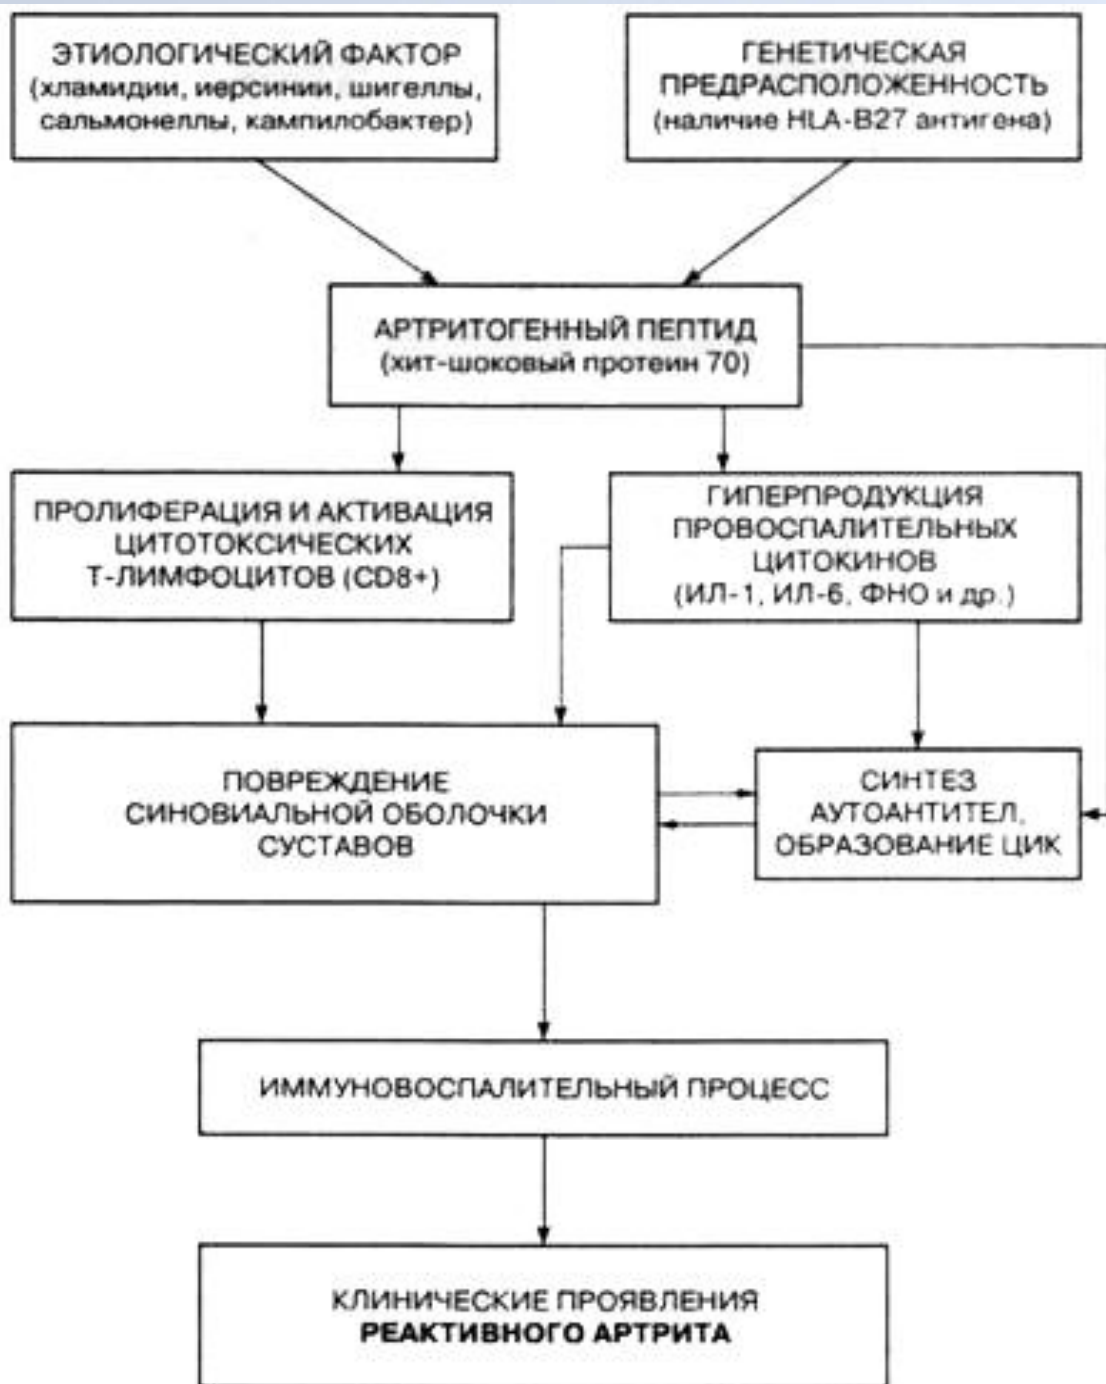 ЭТИОЛОГИЧЕСКИЙ ФАКТОР
(хламидии, иерсинии, шигеллы,
сальмонеллы, кампилобактер)
ГЕНЕТИЧЕСКАЯ
ПРЕДРАСПОЛОЖЕННОСТЬ
(наличие HLA-B27 антигена)
АРТРИТОГЕННЫЙ ПЕПТИД
(хит-шоковый протеин 70)
ПРОЛИФЕРАЦИЯ И АКТИВАЦИЯ
ЦИТОТОКСИЧЕСКИХ
Т-ЛИМФОЦИТОВ (CD8+)
ГИПЕРПРОДУКЦИЯ
ПРОВОСПАЛИТЕЛЬНЫХ
ЦИТОКИНОВ
(ИЛ-1, ИЛ-6, ФНО и др.)
ПОВРЕЖДЕНИЕ
СИНОВИАЛЬНОЙ ОБОЛОЧКИ
СУСТАВОВ
СИНТЕЗ
АУТОАНТИТЕЛ,
ОБРАЗОВАНИЕ ЦИК
ИММУНОВОСПАЛИТЕЛЬНЫЙ ПРОЦЕСС
КЛИНИЧЕСКИЕ ПРОЯВЛЕНИЯ
РЕАКТИВНОГО АРТРИТА